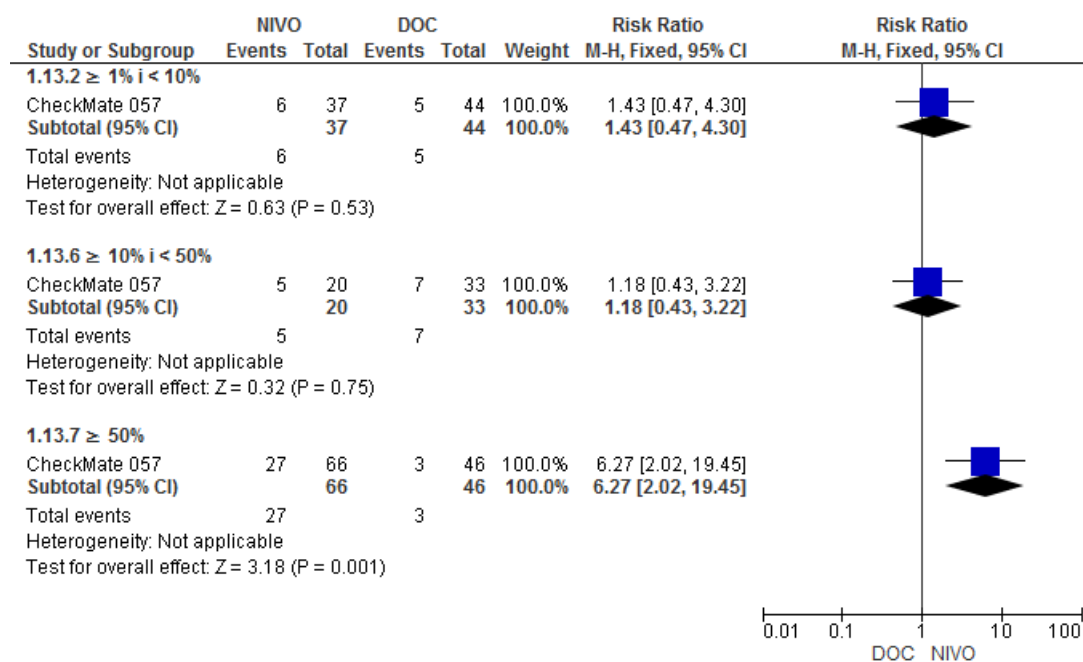 NIVO DOC Risk Ratio Risk Ratio
Study or Subgroup Events Total Events Total Weight M-H, Fixed, 95% CI M-H, Fixed, 95% CI
1.13.2 ≥ 1% i < 10%
CheckMate 057 6 37 5 44 100.0% 1.43 [0.47, 4.30]
Subtotal (95% CI) 37 44 100.0% 1.43 [0.47, 4.30]
Total events 6 5
Heterogeneity: Not applicable
Test for overall effect: Z = 0.63 (P = 0.53)
1.13.6 ≥ 10% i < 50%
CheckMate 057 5 20 7 33 100.0% 1.18 [0.43, 3.22]
Subtotal (95% CI) 20 33 100.0% 1.18 [0.43, 3.22]
Total events 5 7
Heterogeneity: Not applicable
Test for overall effect: Z = 0.32 (P = 0.75)
1.13.7 ≥ 50%
CheckMate 057 27 66 3 46 100.0% 6.27 [2.02, 19.45]
Subtotal (95% CI) 66 46 100.0% 6.27 [2.02, 19.45]
Total events 27 3
Heterogeneity: Not applicable
Test for overall effect: Z = 3.18 (P = 0.001)
0.01 0.1 1 10 100
DOC NIVO